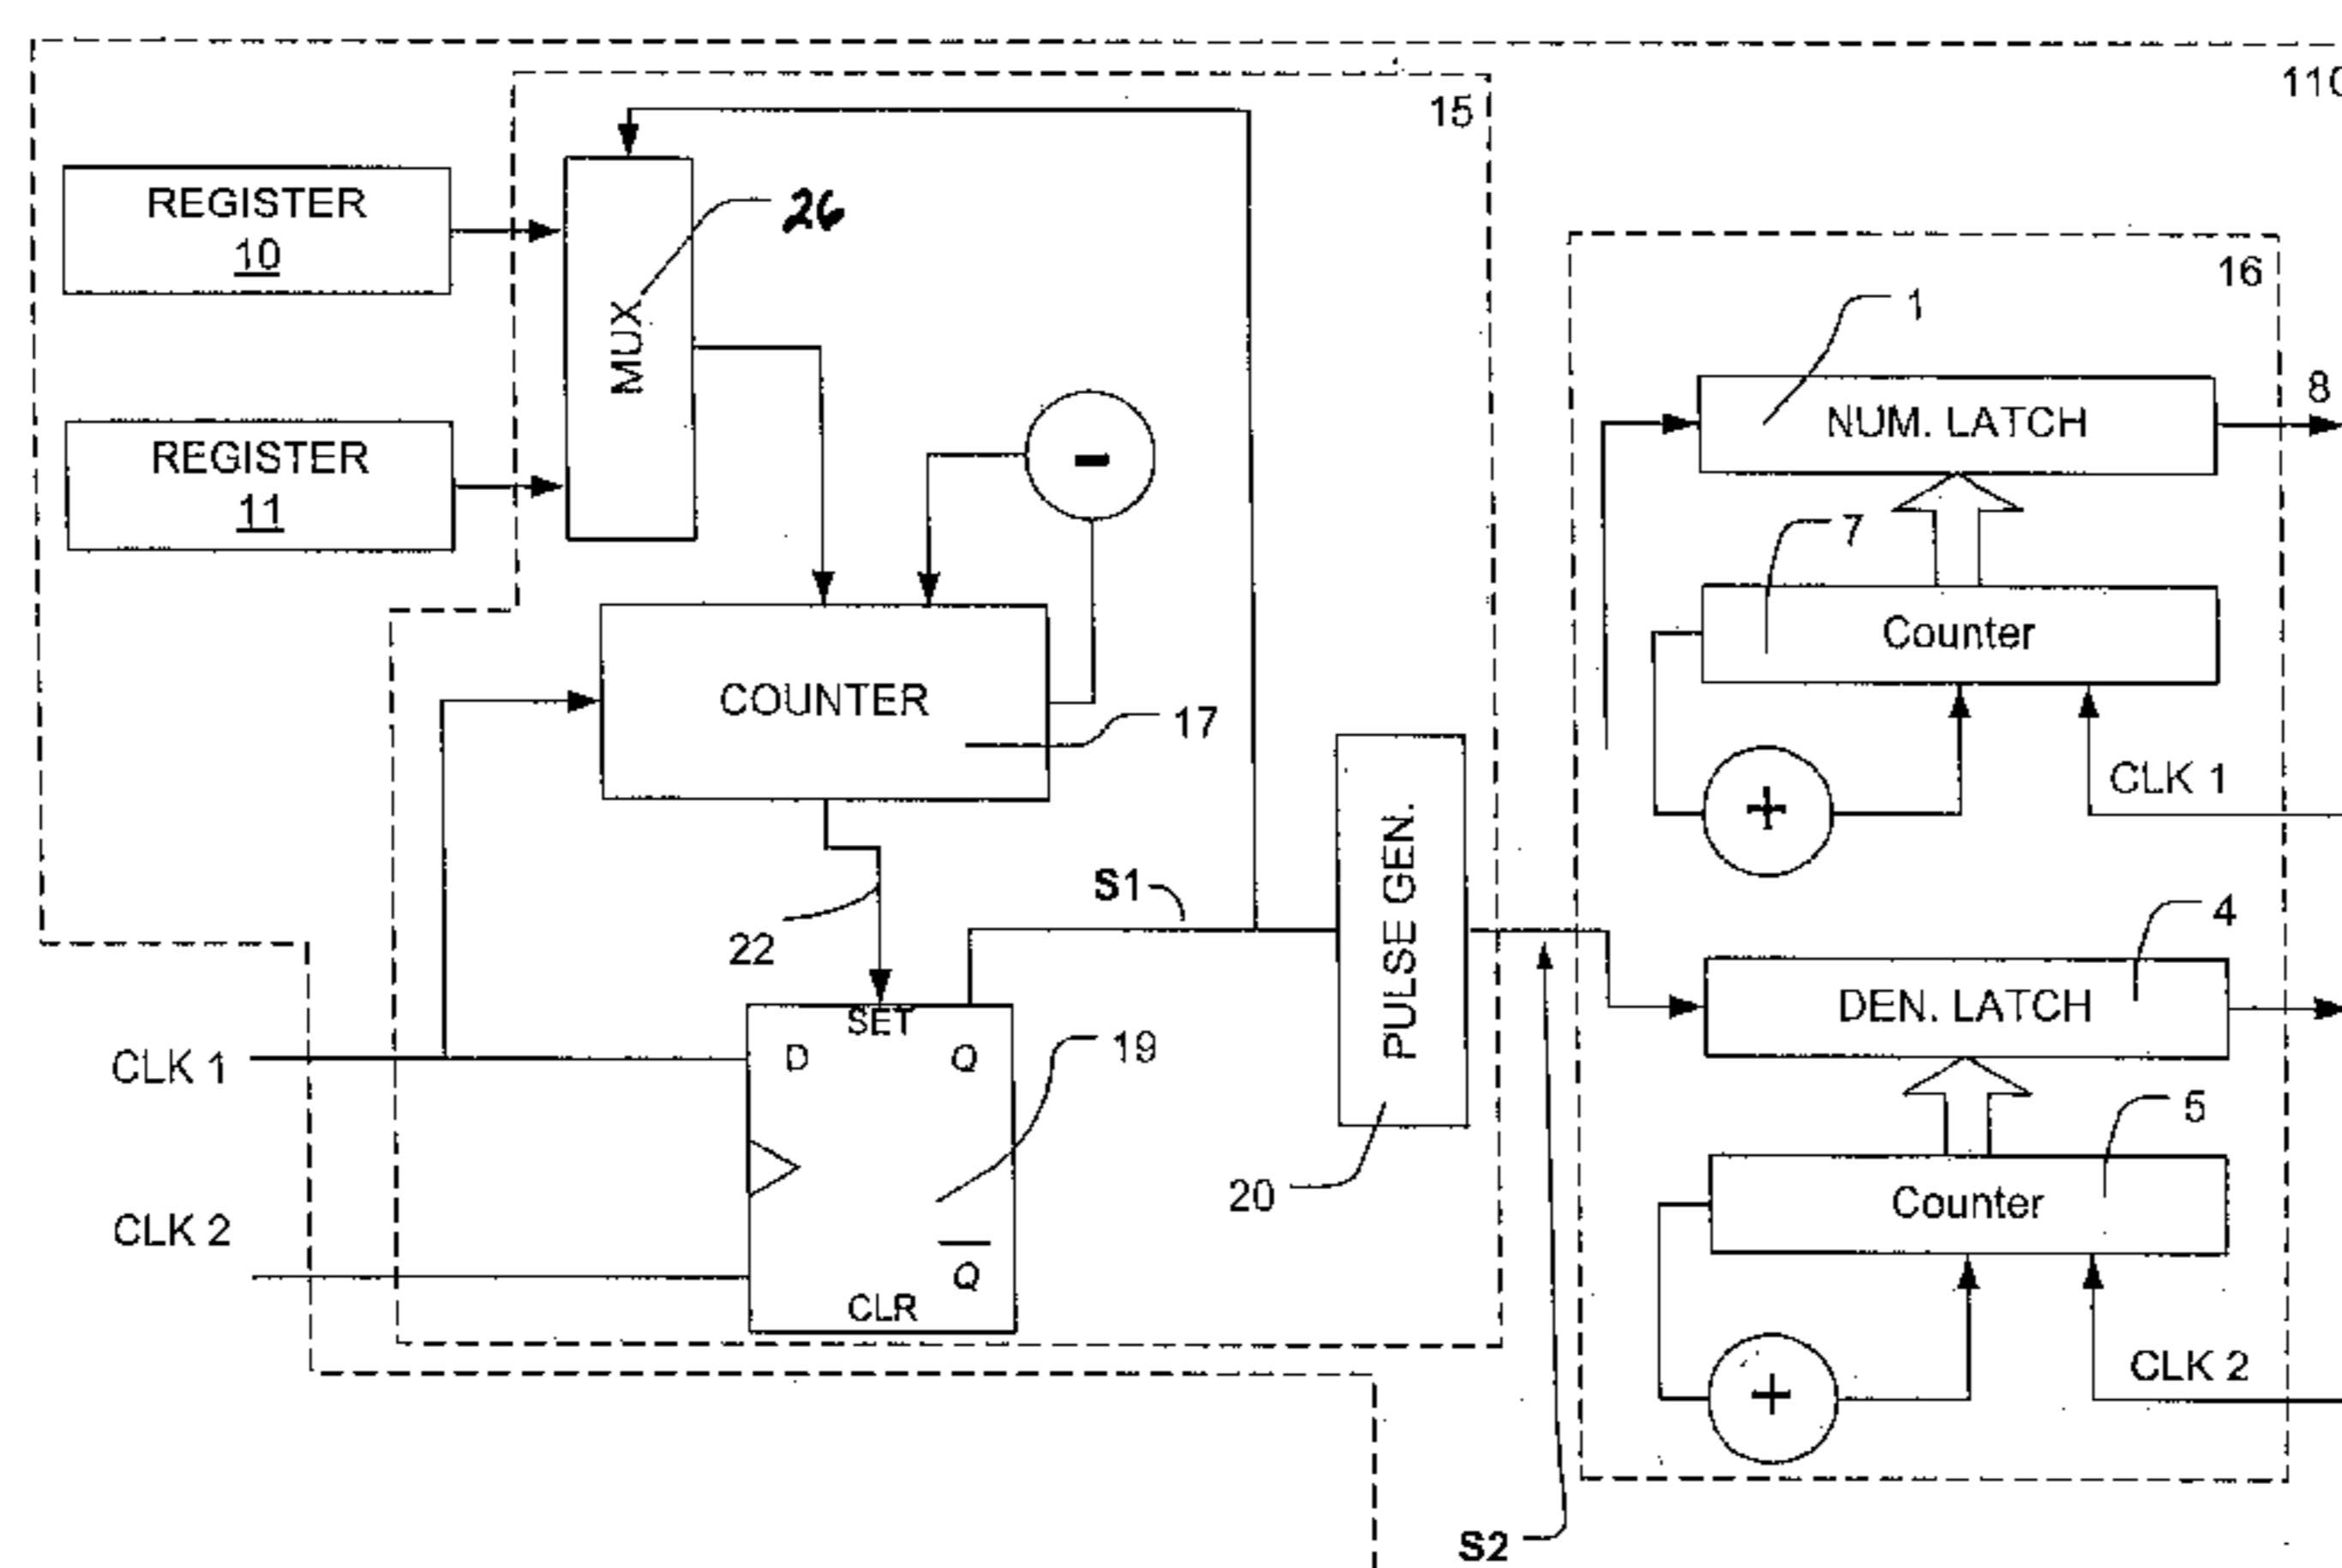 110
15
REGISTER
10
26
MUX
16
1
NUM. LATCH
8
REGISTER
11
7
Counter
COUNTER
17
CLK 1
+
-
PULSE GEN.
S1
22
4
DEN. LATCH
SET
D
Q
19
CLK 1
20
5
Counter
CLK 2
Q
CLR
CLK 2
+
S2